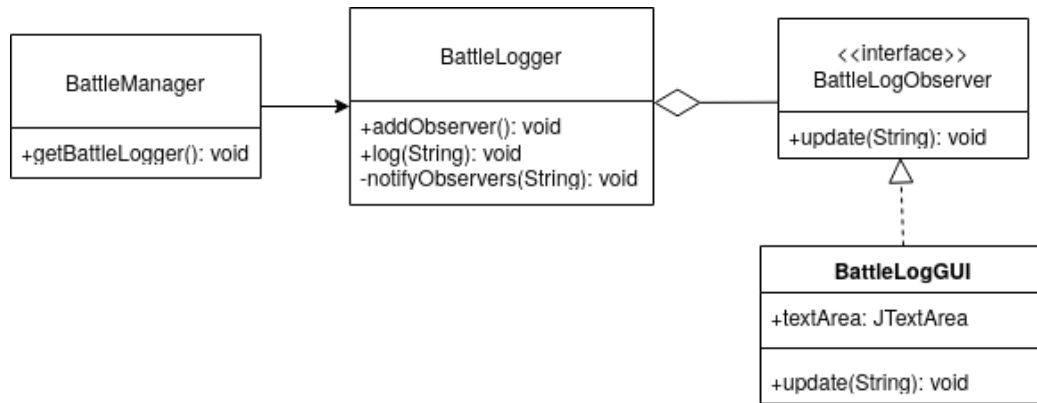 BattleManager
+getBattleLogger(): void
BattleLogger
+addObserver(): void
+log(String): void
-notifyObservers(String): void
<<interface>>
BattleLogObserver
+update(String): void
BattleLogGUI
+textArea: JTextArea
+update(String): void